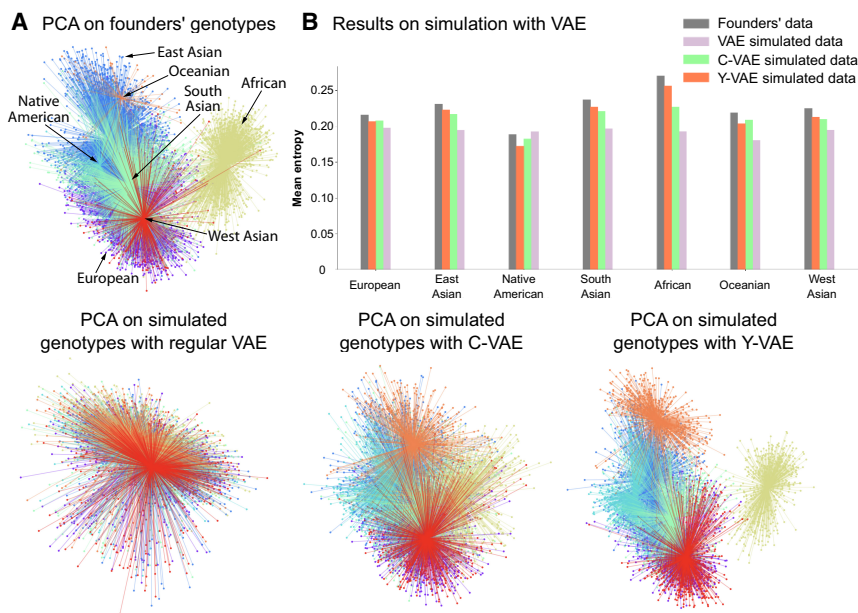 A PCA on founders' genotypes
East Asian
Oceanian
South
Asian
African
Native
American
West Asian
European
B Results on simulation with VAE
Founders' data
VAE simulated data
C-VAE simulated data
Y-VAE simulated data
Mean entropy
0.25
0.20
0.15
0.10
0.05
0
European
East
Asian
Native
American
South
Asian
African
Oceanian
West
Asian
PCA on simulated
genotypes with regular VAE
PCA on simulated
genotypes with C-VAE
PCA on simulated
genotypes with Y-VAE